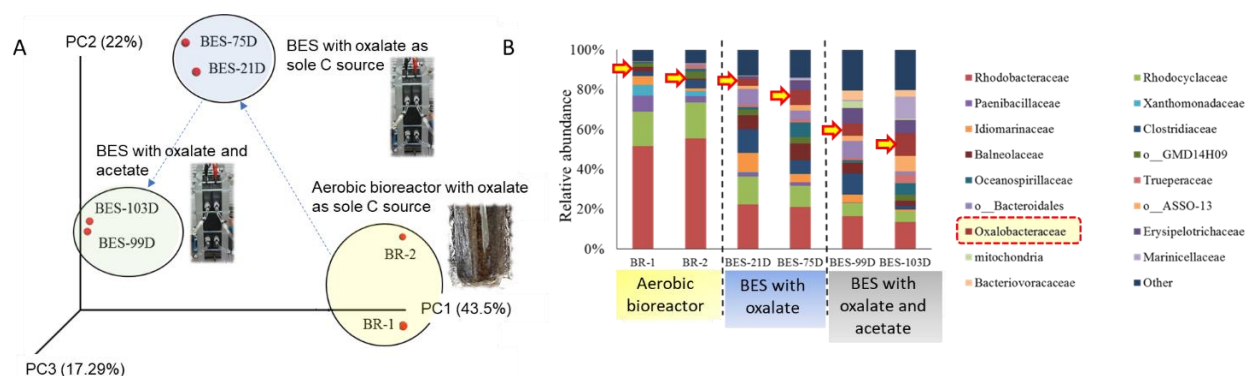 A
PC2 (22%)
BES-75D
BES-21D
BES with oxalate as
sole C source
BES with oxalate and
acetate
BES-103D
BES-99D
Aerobic bioreactor with oxalate
as sole C source
BR-2
BR-1
PC1 (43.5%)
PC3 (17.29%)
B
Relative abundance
100%
80%
60%
40%
20%
0%
BR-1
BR-2
BES-21D
BES-75D
BES-99D
BES-103D
Aerobic
bioreactor
BES with
oxalate
BES with
oxalate and
acetate
Rhodobacteraceae
Rhodocyclaceae
Paenibacillaceae
Xanthomonadaceae
Idiomarinaceae
Clostridiaceae
Balneolaceae
o__GMD14H09
Oceanospirillaceae
Trueperaceae
o__Bacteroidales
o__ASSO-13
Oxalobacteraceae
Erysipelotrichaceae
mitochondria
Marinicellaceae
Bacteriovoracaceae
Other